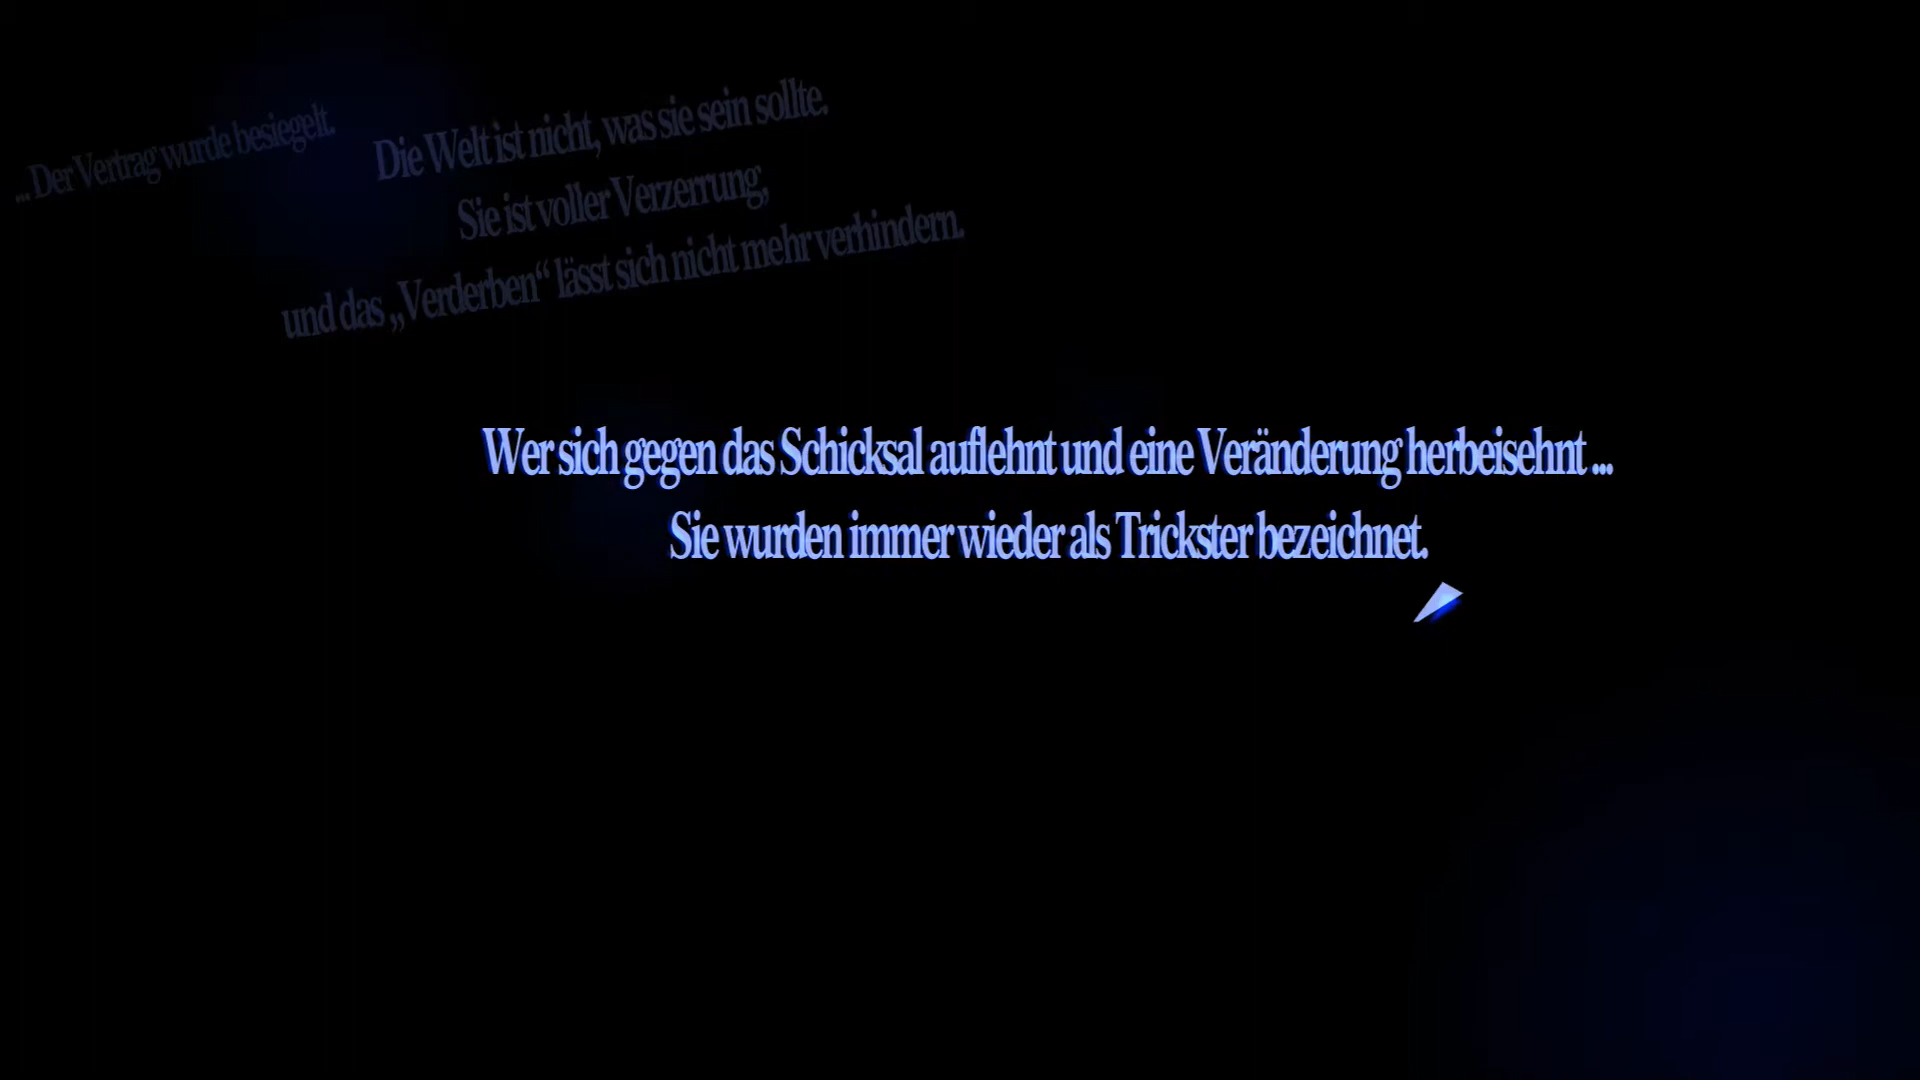 ... Der Vertrag wurde besiegelt.
Die Welt ist nicht, was sie sein sollte.
Sie ist voller Verzerrung,
und das „Verderben“ lässt sich nicht mehr verhindern.
Wer sich gegen das Schicksal auflehnt und eine Veränderung herbeisehnt ...
Sie wurden immer wieder als Trickster bezeichnet.